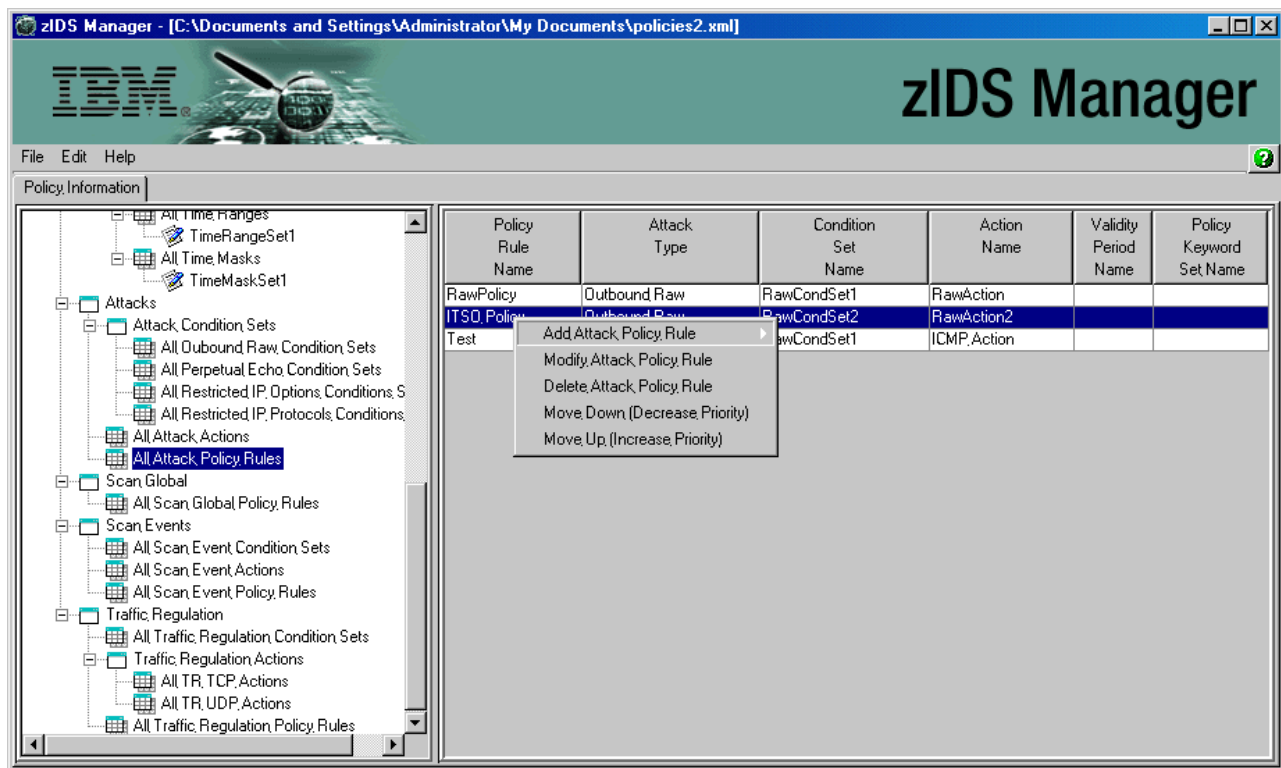 zIDS Manager - [C:\Documents and Settings\Administrator\My Documents\policies2.xml]
IBM®
zIDS Manager
File Edit Help
Policy Information
All Time Ranges
TimeRangeSet1
All Time Masks
TimeMaskSet1
Attacks
Attack Condition Sets
All Oubound Raw Condition Sets
All Perpetual Echo Condition Sets
All Restricted IP Options Conditions S
All Restricted IP Protocols Conditions
All Attack Actions
All Attack Policy Rules
Scan Global
All Scan Global Policy Rules
Scan Events
All Scan Event Condition Sets
All Scan Event Actions
All Scan Event Policy Rules
Traffic Regulation
All Traffic Regulation Condition Sets
Traffic Regulation Actions
All TR TCP Actions
All TR UDP Actions
All Traffic Regulation Policy Rules
Policy Rule Name Attack Type Condition Set Name Action Name Validity Period Name Policy Keyword Set Name
RawPolicy Outbound Raw RawCondSet1 RawAction
ITSO Policy Outbound Raw RawCondSet2 RawAction2
Test awCondSet1 ICMP Action
Add Attack Policy Rule
Modify Attack Policy Rule
Delete Attack Policy Rule
Move Down (Decrease Priority)
Move Up (Increase Priority)